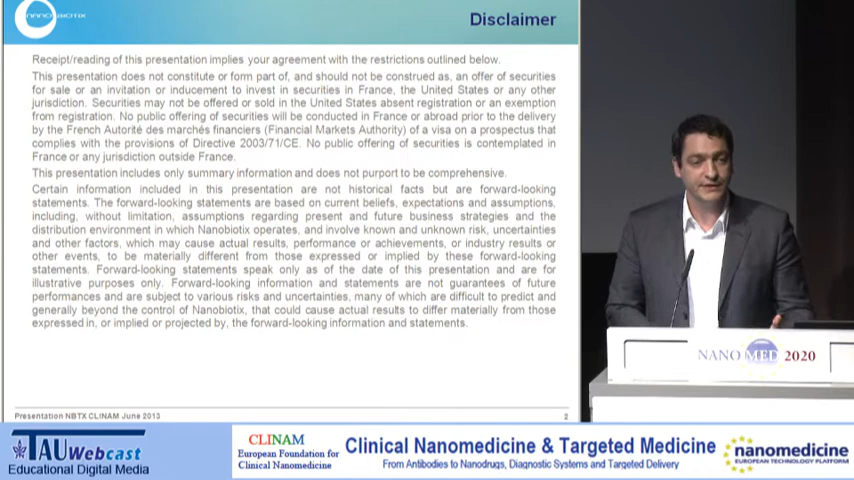 NANOBIOTIX
Disclaimer
Receipt/reading of this presentation implies your agreement with the restrictions outlined below.
This presentation does not constitute or form part of, and should not be construed as, an offer of securities
for sale or an invitation or inducement to invest in securities in France, the United States or any other
jurisdiction. Securities may not be offered or sold in the United States absent registration or an exemption
from registration. No public offering of securities will be conducted in France or abroad prior to the delivery
by the French Autorité des marchés financiers (Financial Markets Authority) of a visa on a prospectus that
complies with the provisions of Directive 2003/71/CE. No public offering of securities is contemplated in
France or any jurisdiction outside France.
This presentation includes only summary information and does not purport to be comprehensive.
Certain information included in this presentation are not historical facts but are forward-looking
statements. The forward-looking statements are based on current beliefs, expectations and assumptions,
including, without limitation, assumptions regarding present and future business strategies and the
distribution environment in which Nanobiotix operates, and involve known and unknown risk, uncertainties
and other factors, which may cause actual results, performance or achievements, or industry results or
other events, to be materially different from those expressed or implied by these forward-looking
statements. Forward-looking statements speak only as of the date of this presentation and are for
illustrative purposes only. Forward-looking information and statements are not guarantees of future
performances and are subject to various risks and uncertainties, many of which are difficult to predict and
generally beyond the control of Nanobiotix, that could cause actual results to differ materially from those
expressed in, or implied or projected by, the forward-looking information and statements.
Presentation NBTX CLINAM June 2013
2
NANO MED 2020
TAU Webcast
Educational Digital Media
CLINAM
European Foundation for
Clinical Nanomedicine
Clinical Nanomedicine & Targeted Medicine
From Antibodies to Nanodrugs, Diagnostic Systems and Targeted Delivery
nanomedicine
EUROPEAN TECHNOLOGY PLATFORM